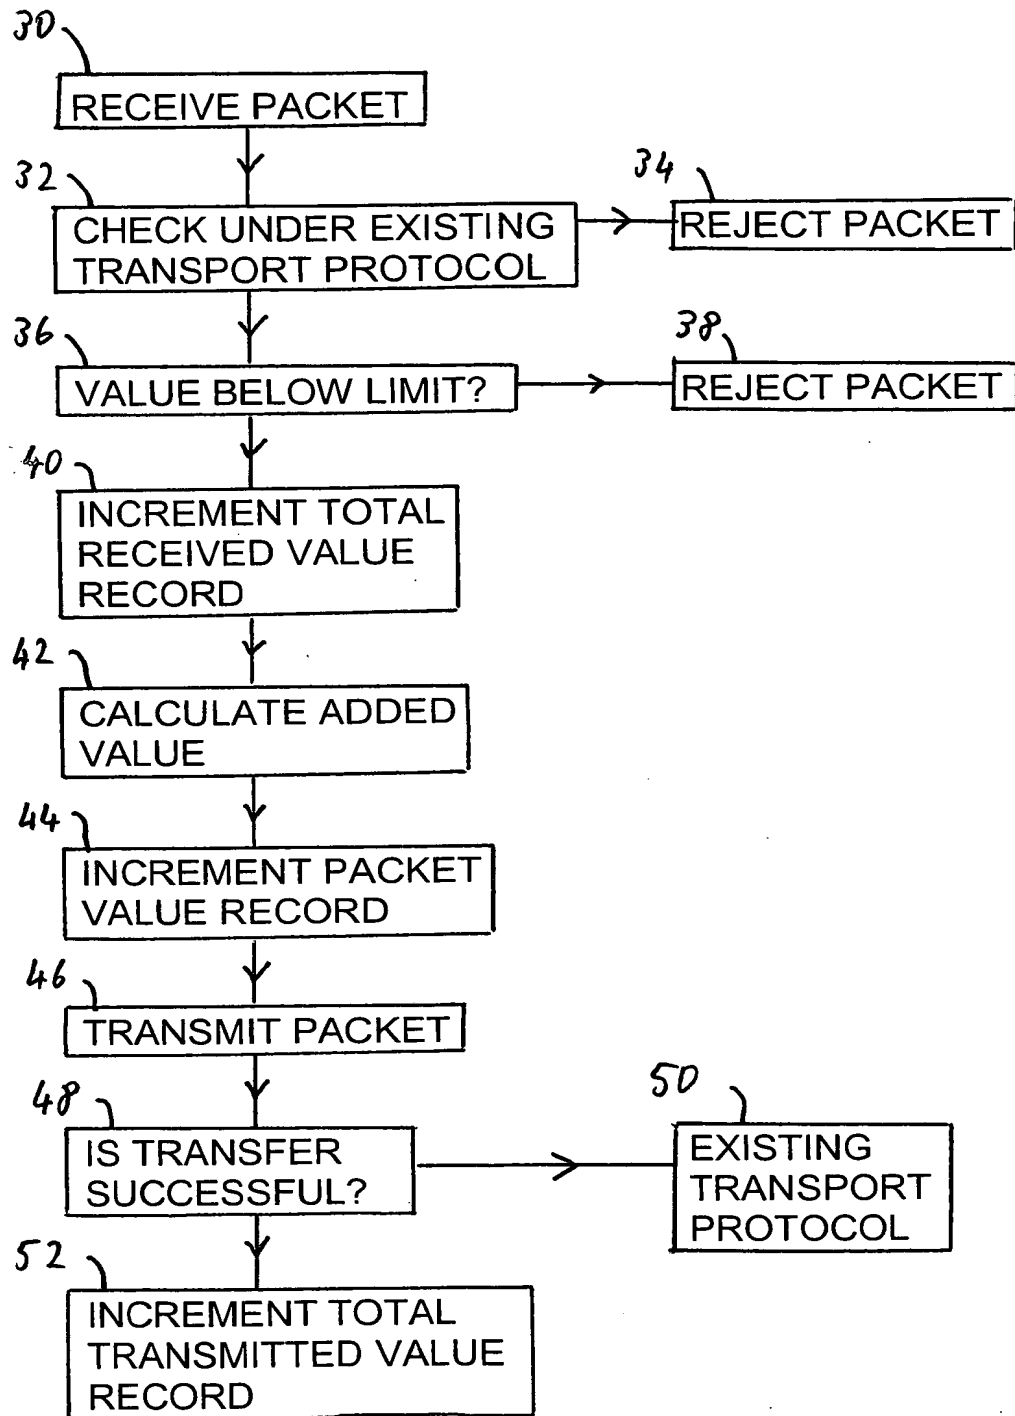 30
RECEIVE PACKET
32
CHECK UNDER EXISTING
TRANSPORT PROTOCOL
34
REJECT PACKET
36
VALUE BELOW LIMIT?
38
REJECT PACKET
40
INCREMENT TOTAL
RECEIVED VALUE
RECORD
42
CALCULATE ADDED
VALUE
44
INCREMENT PACKET
VALUE RECORD
46
TRANSMIT PACKET
48
IS TRANSFER
SUCCESSFUL?
50
EXISTING
TRANSPORT
PROTOCOL
52
INCREMENT TOTAL
TRANSMITTED VALUE
RECORD